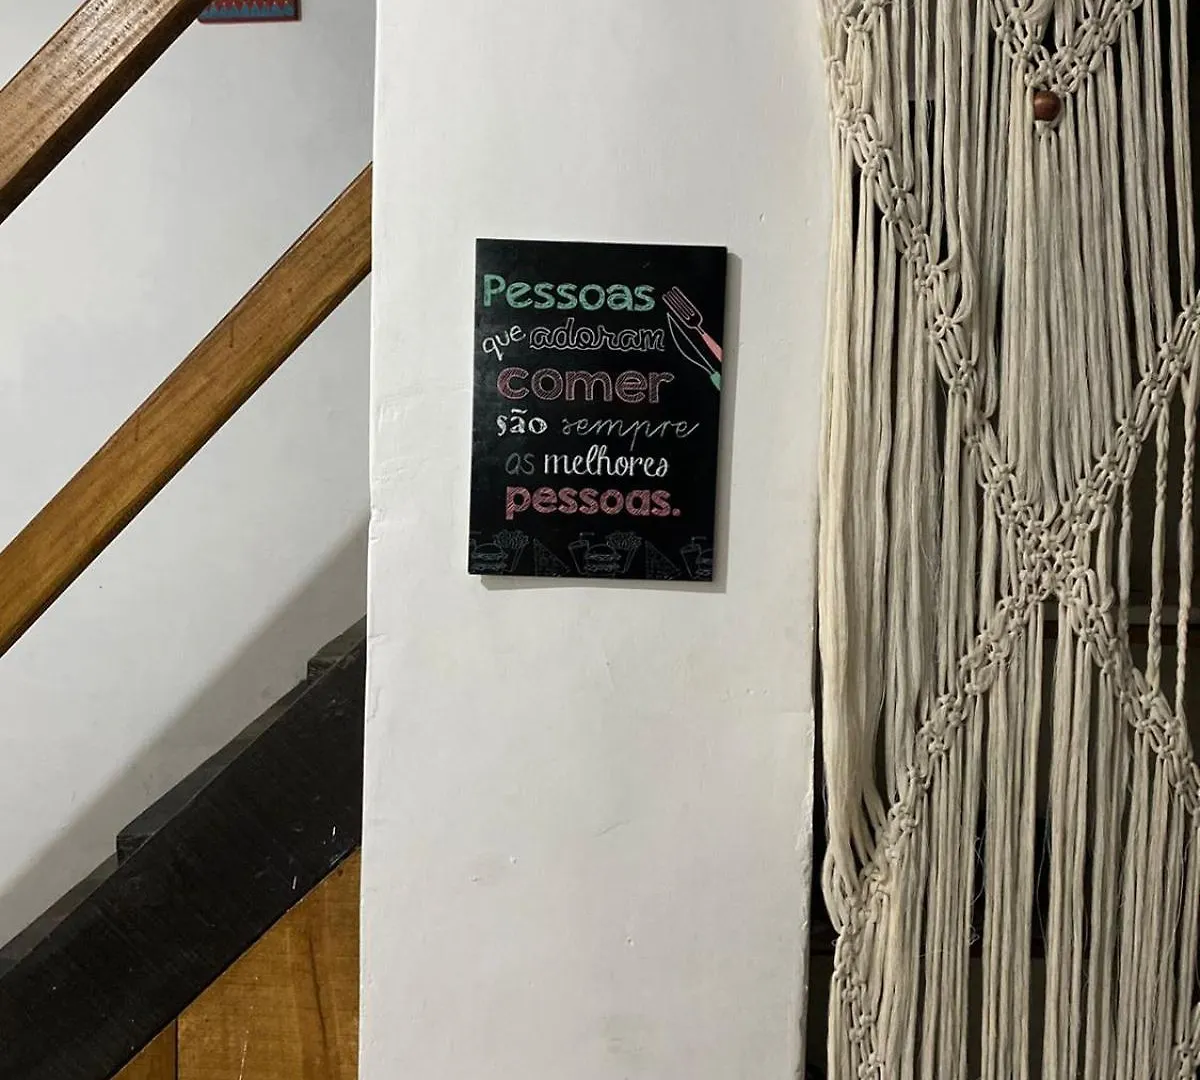 Pessoas
que adoram
comer
são sempre
as melhores
pessoas.